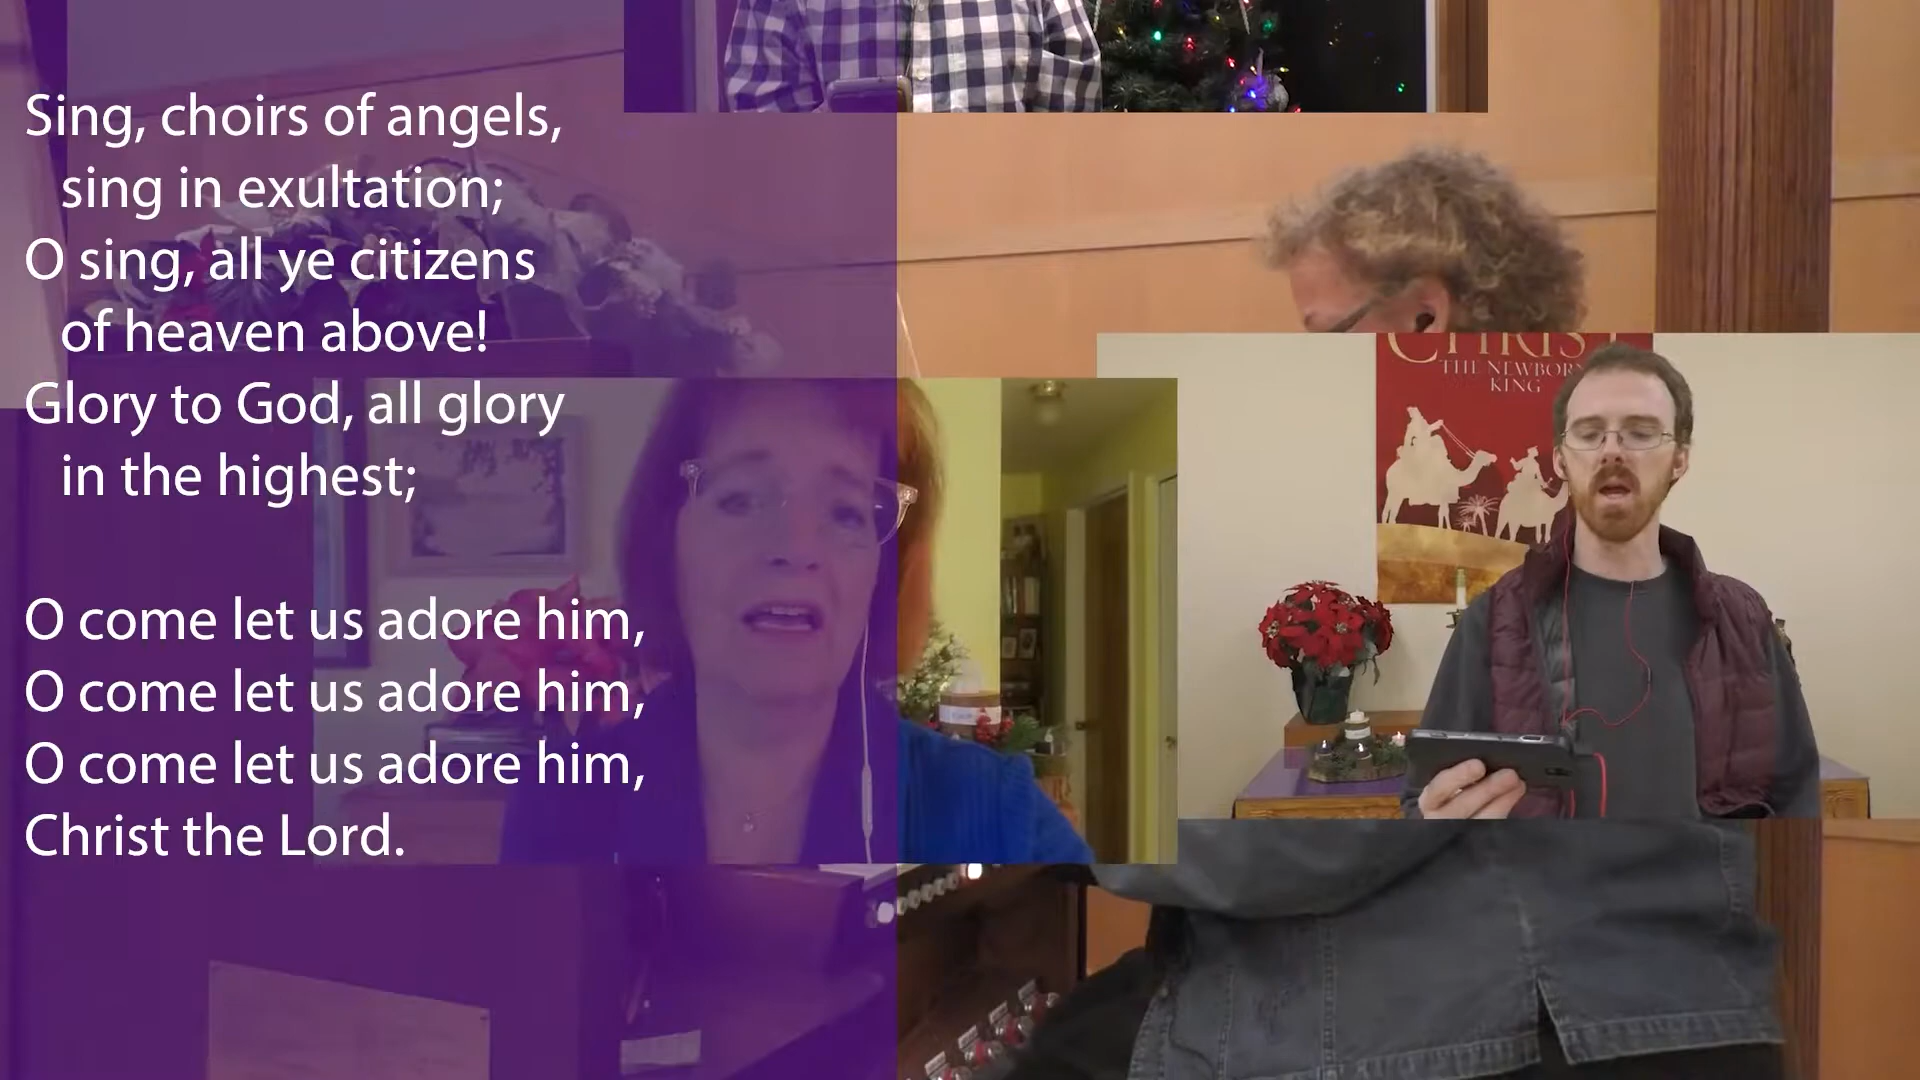 Sing, choirs of angels,
sing in exultation;
O sing, all ye citizens
of heaven above!
Glory to God, all glory
in the highest;
O come let us adore him,
O come let us adore him,
O come let us adore him,
Christ the Lord.
CHRIST
THE NEWBORN
KING